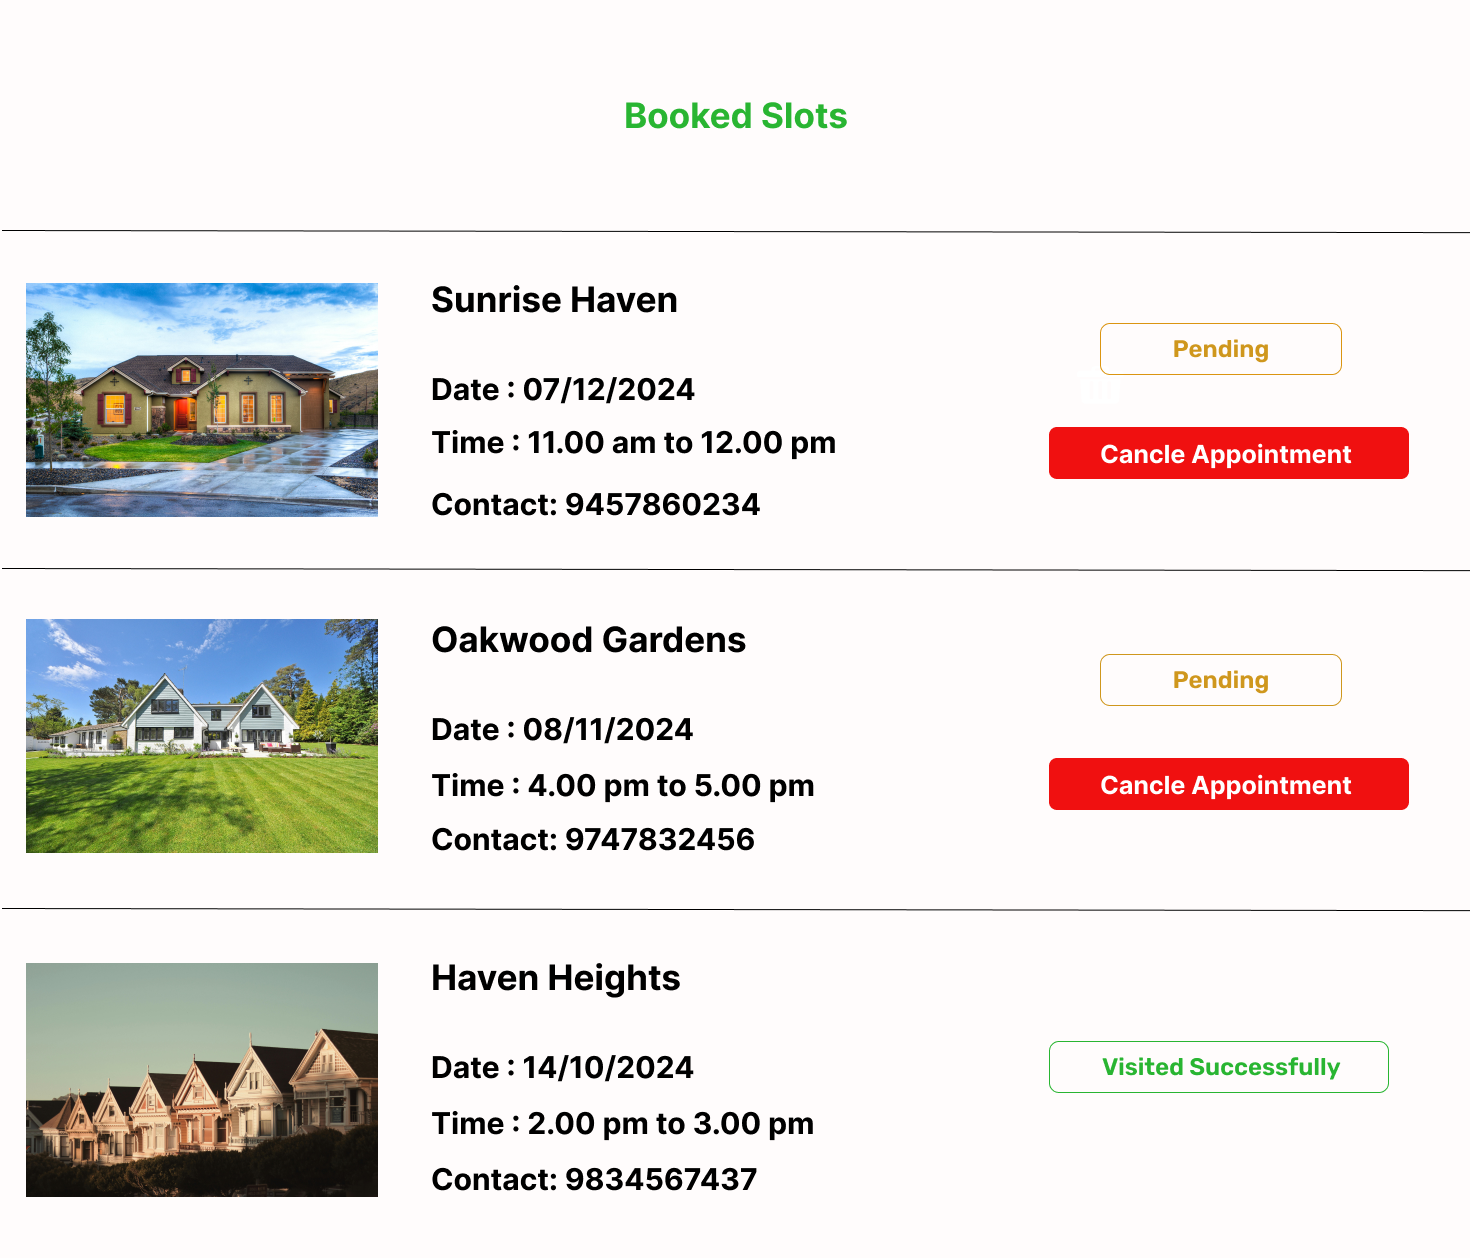 Booked Slots
Sunrise Haven
Pending
Date : 07/12/2024
Time : 11.00 am to 12.00 pm
Cancle Appointment
Contact: 9457860234
Oakwood Gardens
Pending
Date : 08/11/2024
Time : 4.00 pm to 5.00 pm
Cancle Appointment
Contact: 9747832456
Haven Heights
Date : 14/10/2024
Visited Successfully
Time : 2.00 pm to 3.00 pm
Contact: 9834567437